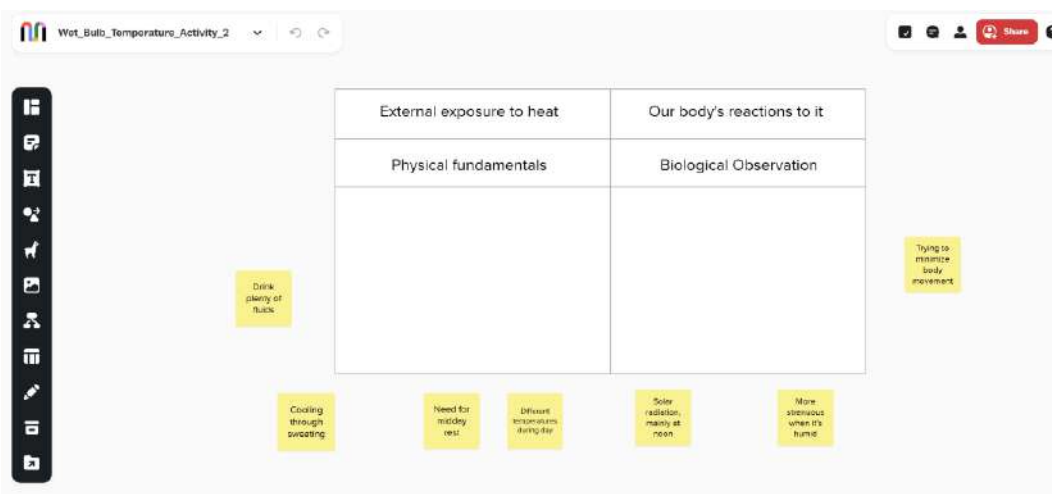 Wet_Bulb_Temperature_Activity_2
Share
External exposure to heat
Our body's reactions to it
Physical fundamentals
Biological Observation
Trying to
minimize
body
movement
Drink
plenty of
fluids
Cooling
through
sweating
Need for
midday
rest
Different
temperatures
during day
Solar
radiation,
mainly at
noon
More
strenuous
when it's
humid